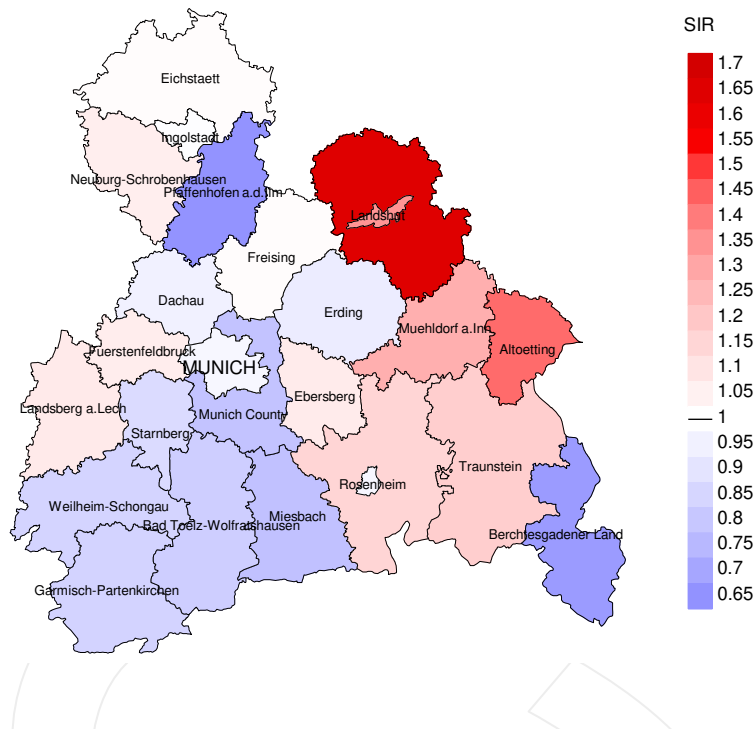 SIR
Eichstaett
Ingolstadt
Neuburg-Schrobenhausen
Pfaffenhofen a.d.Ilm
Landshut
Freising
Dachau
Erding
Muehldorf a.Inn
Fuerstenfeldbruck
MUNICH
Altoetting
Ebersberg
Landsberg a.Lech
Munich County
Starnberg
Traunstein
Rosenheim
Weilheim-Schongau
Miesbach
Bad Toelz-Wolfratshausen
Berchtesgadener Land
Garmisch-Partenkirchen
1.7
1.65
1.6
1.55
1.5
1.45
1.4
1.35
1.3
1.25
1.2
1.15
1.1
1.05
1
0.95
0.9
0.85
0.8
0.75
0.7
0.65